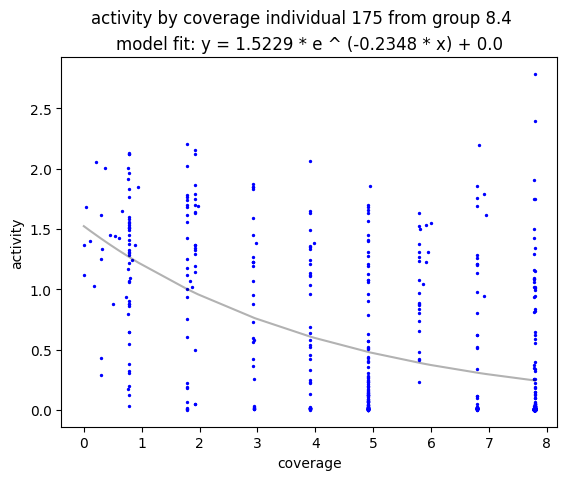 activity by coverage individual 175 from group 8.4
model fit: y = 1.5229 * e ^ (-0.2348 * x) + 0.0
2.5
2.0
1.5
1.0
0.5
0.0
activity
0 1 2 3 4 5 6 7 8
coverage